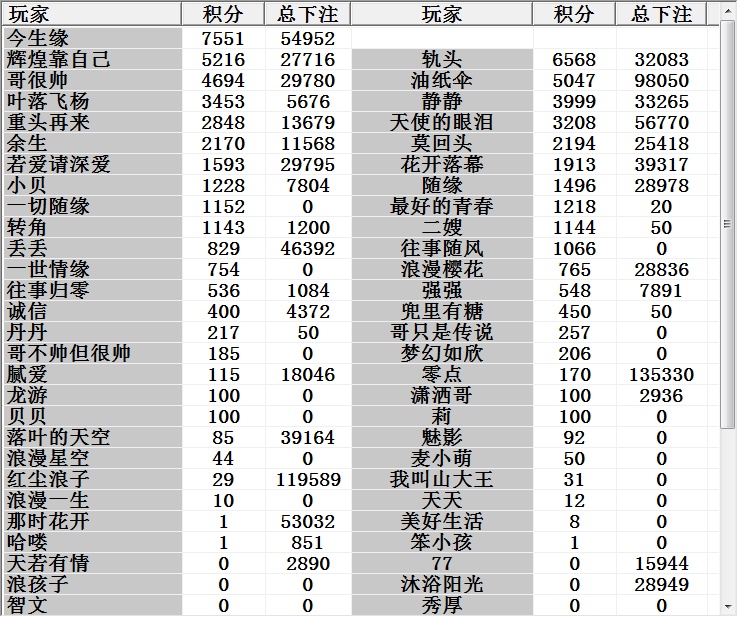 玩家 积分 总下注 玩家 积分 总下注
今生缘 7551 54952
辉煌靠自己 5216 27716 轨头 6568 32083
哥很帅 4694 29780 油纸伞 5047 98050
叶落飞杨 3453 5676 静静 3999 33265
重头再来 2848 13679 天使的眼泪 3208 56770
余生 2170 11568 莫回头 2194 25418
若爱请深爱 1593 29795 花开落幕 1913 39317
小贝 1228 7804 随缘 1496 28978
一切随缘 1152 0 最好的青春 1218 20
转角 1143 1200 二嫂 1144 50
丢丢 829 46392 往事随风 1066 0
一世情缘 754 0 浪漫樱花 765 28836
往事归零 536 1084 强强 548 7891
诚信 400 4372 兜里有糖 450 50
丹丹 217 50 哥只是传说 257 0
哥不帅但很帅 185 0 梦幻如欣 206 0
腻爱 115 18046 零点 170 135330
龙游 100 0 潇洒哥 100 2936
贝贝 100 0 莉 100 0
落叶的天空 85 39164 魅影 92 0
浪漫星空 44 0 麦小萌 50 0
红尘浪子 29 119589 我叫山大王 31 0
浪漫一生 10 0 天天 12 0
那时花开 1 53032 美好生活 8 0
哈喽 1 851 笨小孩 1 0
天若有情 0 2890 77 0 15944
浪孩子 0 0 沐浴阳光 0 28949
智文 0 0 秀厚 0 0